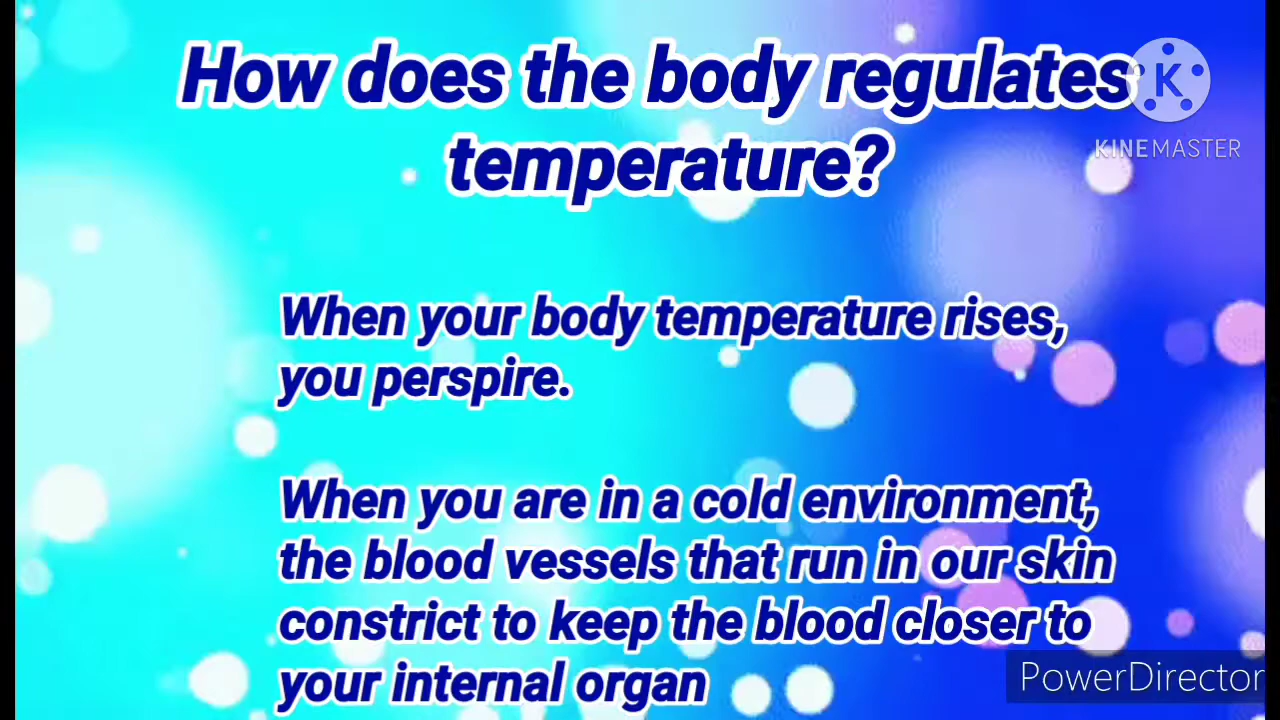 How does the body regulates
temperature?
K
KINEMASTER
When your body temperature rises,
you perspire.
When you are in a cold environment,
the blood vessels that run in our skin
constrict to keep the blood closer to
your internal organ
PowerDirector